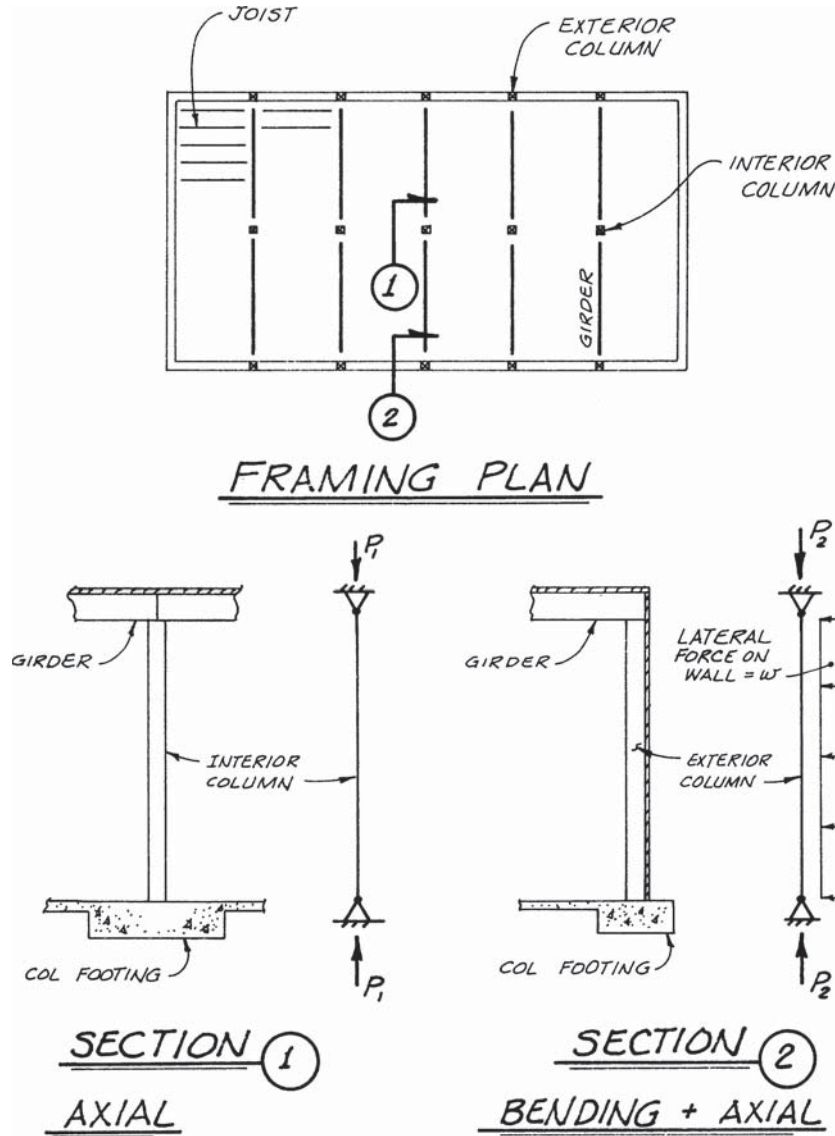 JOIST
EXTERIOR
COLUMN
INTERIOR
COLUMN
1
GIRDER
2
FRAMING PLAN
P1
P2
GIRDER
GIRDER
LATERAL
FORCE ON
WALL = w
INTERIOR
COLUMN
EXTERIOR
COLUMN
COL FOOTING
P1
COL FOOTING
P2
SECTION 1
AXIAL
SECTION 2
BENDING + AXIAL